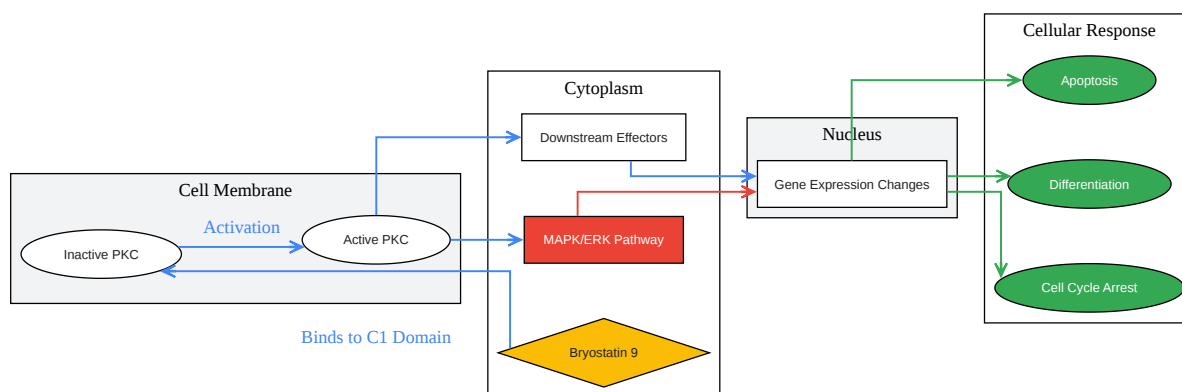 Cell Membrane
Activation
Inactive PKC
Active PKC
Binds to C1 Domain
Cytoplasm
Downstream Effectors
MAPK/ERK Pathway
Bryostatin 9
Nucleus
Gene Expression Changes
Cellular Response
Apoptosis
Differentiation
Cell Cycle Arrest